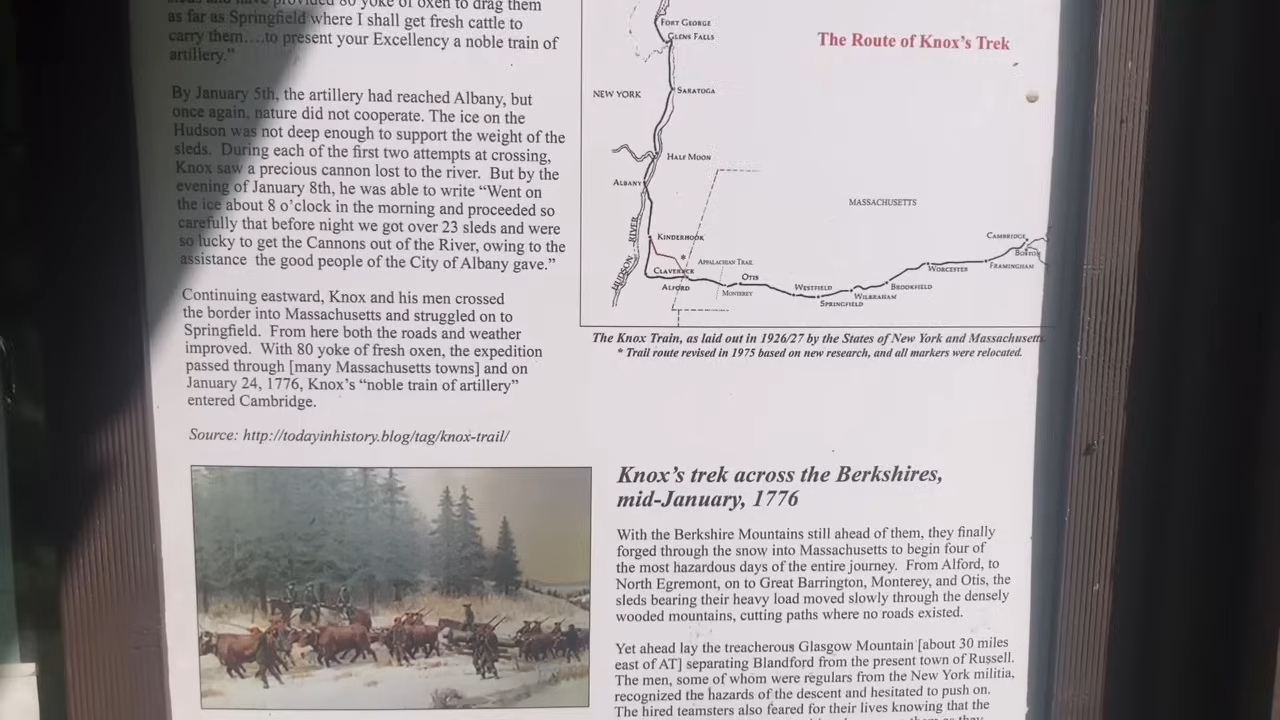 provided 80 yoke of oxen to drag them
as far as Springfield where I shall get fresh cattle to
carry them....to present your Excellency a noble train of
artillery."
By January 5th, the artillery had reached Albany, but
once again, nature did not cooperate. The ice on the
Hudson was not deep enough to support the weight of the
sleds. During each of the first two attempts at crossing,
Knox saw a precious cannon lost to the river. But by the
evening of January 8th, he was able to write “Went on
the ice about 8 o’clock in the morning and proceeded so
carefully that before night we got over 23 sleds and were
so lucky to get the Cannons out of the River, owing to the
assistance the good people of the City of Albany gave.”
Continuing eastward, Knox and his men crossed
the border into Massachusetts and struggled on to
Springfield. From here both the roads and weather
improved. With 80 yoke of fresh oxen, the expedition
passed through [many Massachusetts towns] and on
January 24, 1776, Knox’s “noble train of artillery”
entered Cambridge.
Source: http://todayinhistory.blog/tag/knox-trail/
The Route of Knox’s Trek
FORT GEORGE
GLENS FALLS
NEW YORK
SARATOGA
HALF MOON
ALBANY
MASSACHUSETTS
HUDSON RIVER
KINDERHOOK
*
CLAVERACK
APPALACHIAN TRAIL
ALFORD
OTIS
MONTEREY
WESTFIELD
SPRINGFIELD
WILBRAHAM
BROOKFIELD
WORCESTER
FRAMINGHAM
CAMBRIDGE
BOSTON
The Knox Train, as laid out in 1926/27 by the States of New York and Massachusetts.
* Trail route revised in 1975 based on new research, and all markers were relocated.
Knox’s trek across the Berkshires,
mid-January, 1776
With the Berkshire Mountains still ahead of them, they finally
forged through the snow into Massachusetts to begin four of
the most hazardous days of the entire journey. From Alford, to
North Egremont, on to Great Barrington, Monterey, and Otis, the
sleds bearing their heavy load moved slowly through the densely
wooded mountains, cutting paths where no roads existed.
Yet ahead lay the treacherous Glasgow Mountain [about 30 miles
east of AT] separating Blandford from the present town of Russell.
The men, some of whom were regulars from the New York militia,
recognized the hazards of the descent and hesitated to push on.
The hired teamsters also feared for their lives knowing that the